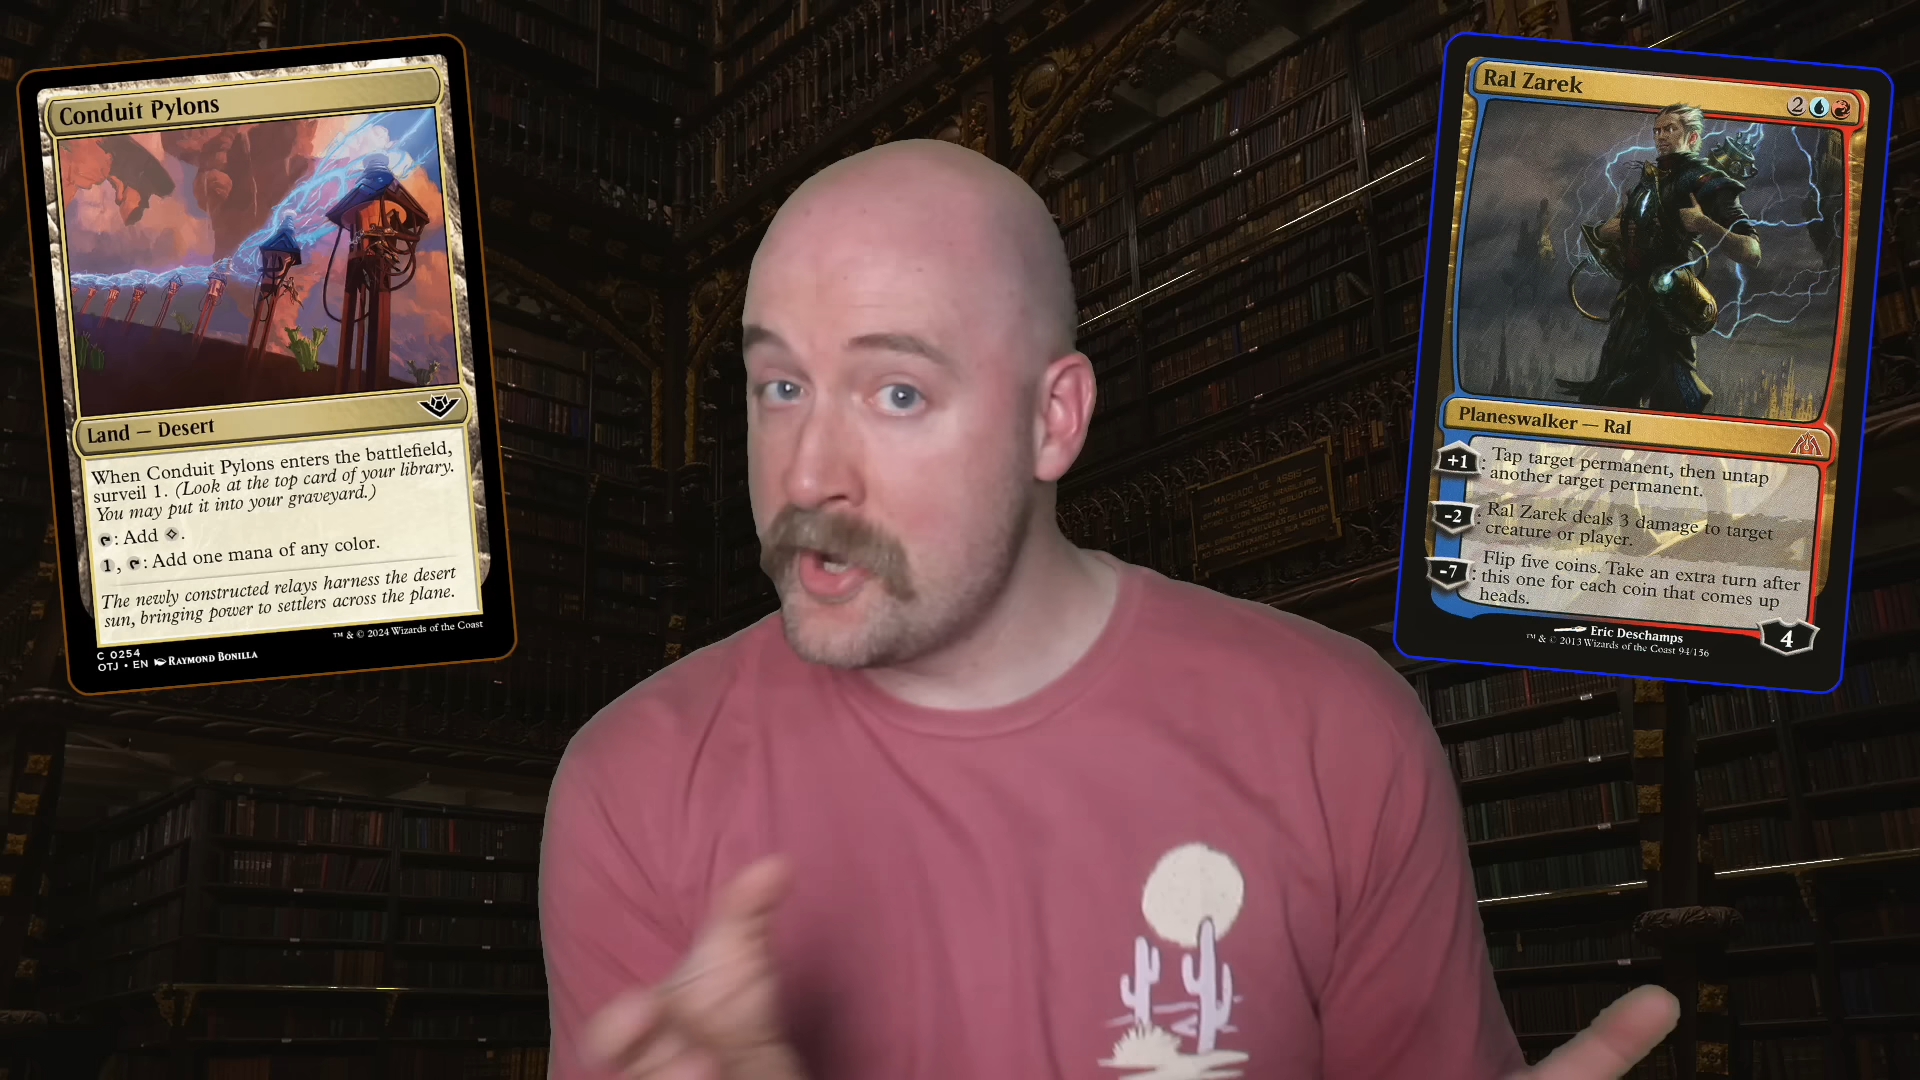 Conduit Pylons
Land — Desert
When Conduit Pylons enters the battlefield,
surveil 1. (Look at the top card of your library.
You may put it into your graveyard.)
: Add .
1, : Add one mana of any color.
The newly constructed relays harness the desert
sun, bringing power to settlers across the plane.
™ & © 2024 Wizards of the Coast
C 0254
OTJ • EN RAYMOND BONILLA
Ral Zarek
2
Planeswalker — Ral
+1: Tap target permanent, then untap
another target permanent.
-2: Ral Zarek deals 3 damage to target
creature or player.
-7: Flip five coins. Take an extra turn after
this one for each coin that comes up
heads.
Eric Deschamps
™ & © 2013 Wizards of the Coast 94/156
4
MACHADO DE ASSIS